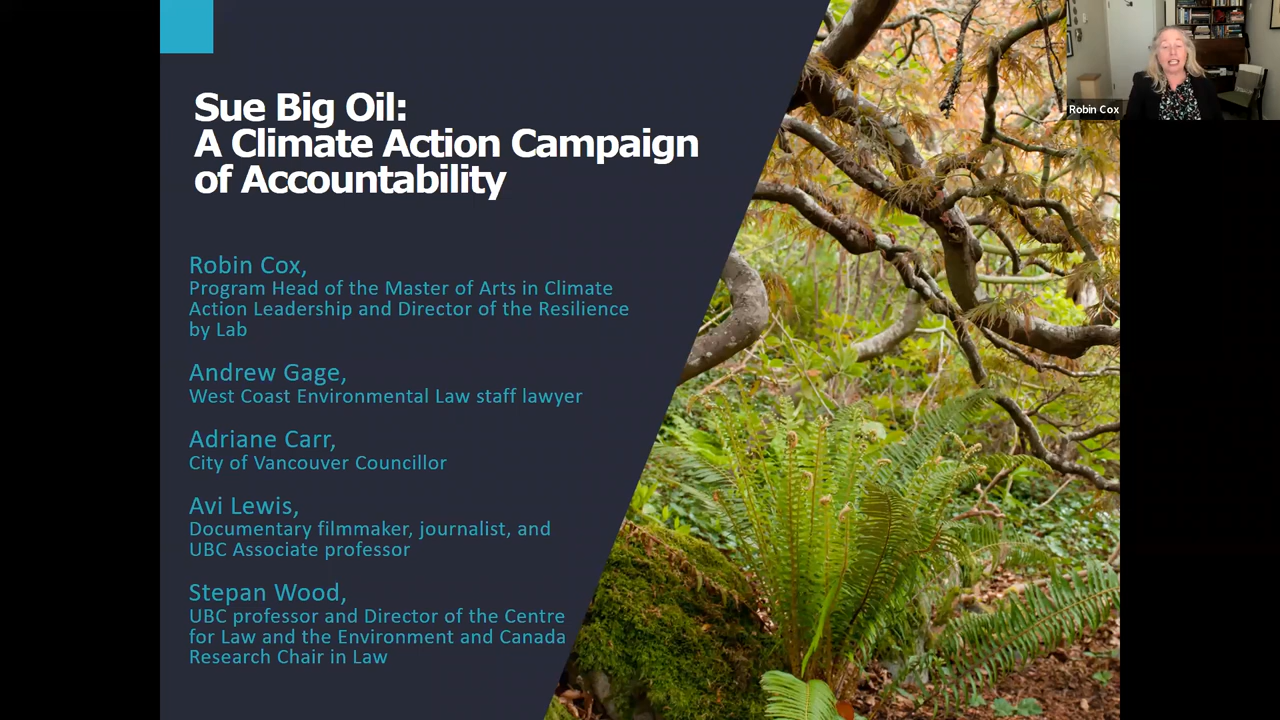 Sue Big Oil:
A Climate Action Campaign
of Accountability
Robin Cox,
Program Head of the Master of Arts in Climate
Action Leadership and Director of the Resilience
by Lab
Andrew Gage,
West Coast Environmental Law staff lawyer
Adriane Carr,
City of Vancouver Councillor
Avi Lewis,
Documentary filmmaker, journalist, and
UBC Associate professor
Stepan Wood,
UBC professor and Director of the Centre
for Law and the Environment and Canada
Research Chair in Law
Robin Cox